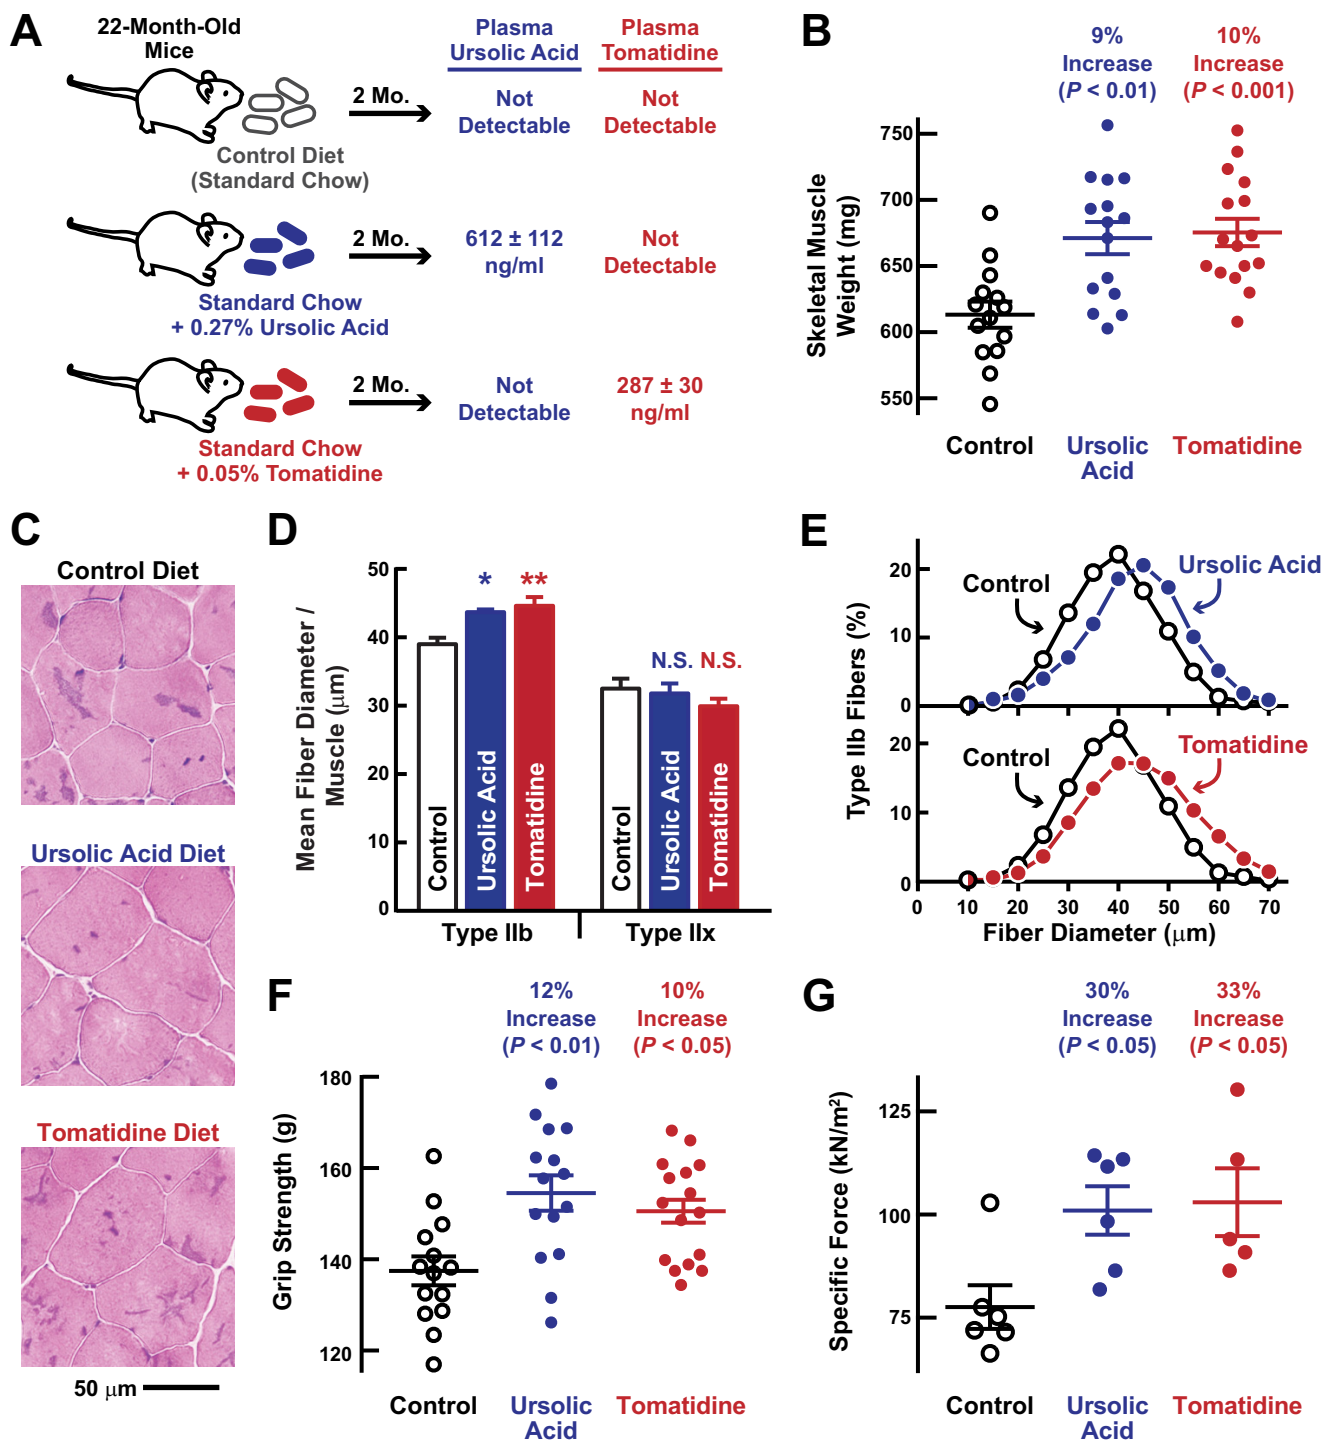 A
22-Month-Old
Mice
Plasma
Ursolic Acid
Plasma
Tomatidine
2 Mo.
Not
Detectable
Not
Detectable
Control Diet
(Standard Chow)
2 Mo.
612 ± 112
ng/ml
Not
Detectable
Standard Chow
+ 0.27% Ursolic Acid
2 Mo.
Not
Detectable
287 ± 30
ng/ml
Standard Chow
+ 0.05% Tomatidine
B
9%
Increase
(P < 0.01)
10%
Increase
(P < 0.001)
Skeletal Muscle
Weight (mg)
750
700
650
600
550
Control
Ursolic
Acid
Tomatidine
C
Control Diet
Ursolic Acid Diet
Tomatidine Diet
50 µm
D
Mean Fiber Diameter /
Muscle (µm)
50
40
30
20
10
0
*
**
N.S.
N.S.
Control
Ursolic Acid
Tomatidine
Control
Ursolic Acid
Tomatidine
Type IIb
Type IIx
E
Type IIb Fibers (%)
20
10
0
Control
Ursolic Acid
20
10
0
Control
Tomatidine
0
10
20
30
40
50
60
70
Fiber Diameter (µm)
F
12%
Increase
(P < 0.01)
10%
Increase
(P < 0.05)
Grip Strength (g)
180
160
140
120
Control
Ursolic
Acid
Tomatidine
G
30%
Increase
(P < 0.05)
33%
Increase
(P < 0.05)
Specific Force (kN/m²)
125
100
75
Control
Ursolic
Acid
Tomatidine